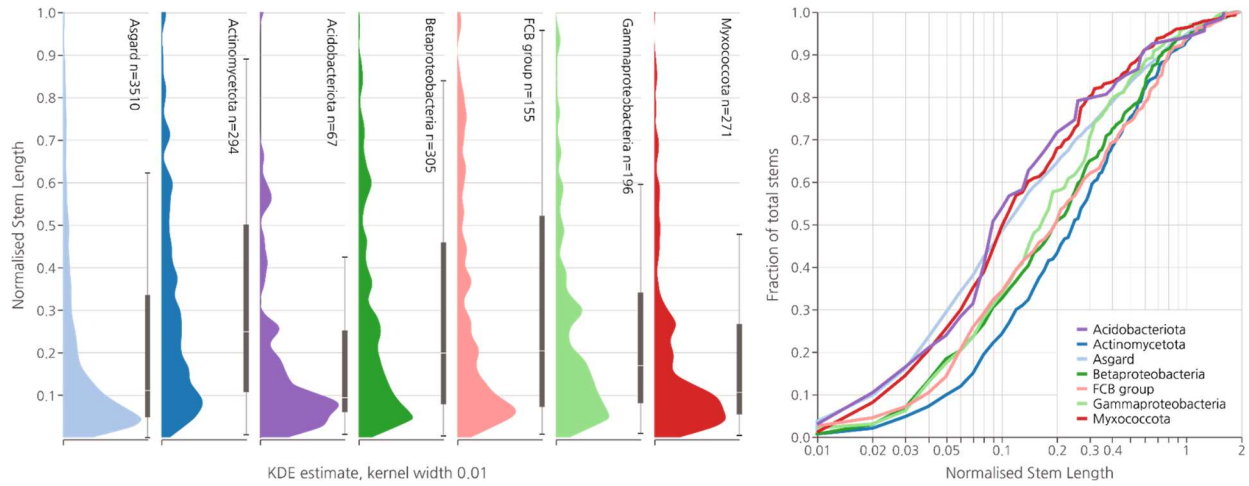 Normalised Stem Length
1.0
0.9
0.8
0.7
0.6
0.5
0.4
0.3
0.2
0.1
Asgard n=3510
Actinomycetota n=294
Acidobacteriota n=67
Betaproteobacteria n=305
FCB group n=155
Gammaproteobacteria n=196
Myxococcota n=271
KDE estimate, kernel width 0.01
Fraction of total stems
1.0
0.9
0.8
0.7
0.6
0.5
0.4
0.3
0.2
0.1
0.0
Acidobacteriota
Actinomycetota
Asgard
Betaproteobacteria
FCB group
Gammaproteobacteria
Myxococcota
0.01 0.02 0.03 0.05 0.1 0.2 0.3 0.4 1 2
Normalised Stem Length